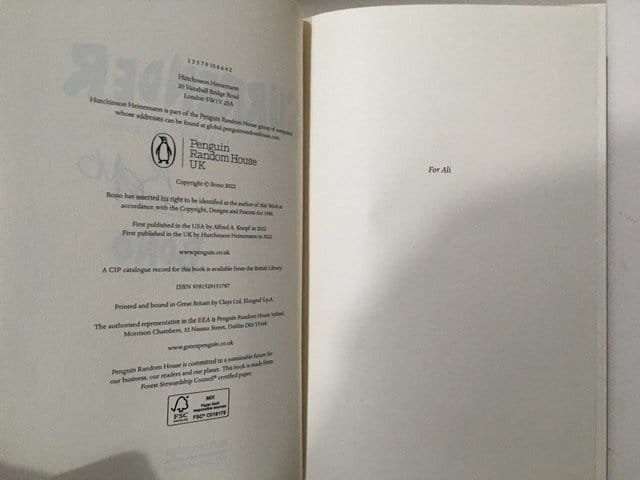 1 3 5 7 9 10 8 6 4 2
Hutchinson Heinemann
20 Vauxhall Bridge Road
London SW1V 2SA
Hutchinson Heinemann is part of the Penguin Random House group of companies
whose addresses can be found at global.penguinrandomhouse.com.
Penguin
Random House
UK
Copyright © Bono 2022
Bono has asserted his right to be identified as the author of this Work in
accordance with the Copyright, Designs and Patents Act 1988.
First published in the USA by Alfred A. Knopf in 2022
First published in the UK by Hutchinson Heinemann in 2022
www.penguin.co.uk
A CIP catalogue record for this book is available from the British Library.
ISBN 9781529151787
Printed and bound in Great Britain by Clays Ltd, Elcograf S.p.A
The authorised representative in the EEA is Penguin Random House Ireland,
Morrison Chambers, 32 Nassau Street, Dublin D02 YH68
www.greenpenguin.co.uk
Penguin Random House is committed to a sustainable future for
our business, our readers and our planet. This book is made from
Forest Stewardship Council® certified paper.
FSC
MIX
Paper from
responsible sources
FSC® C018179
For Ali